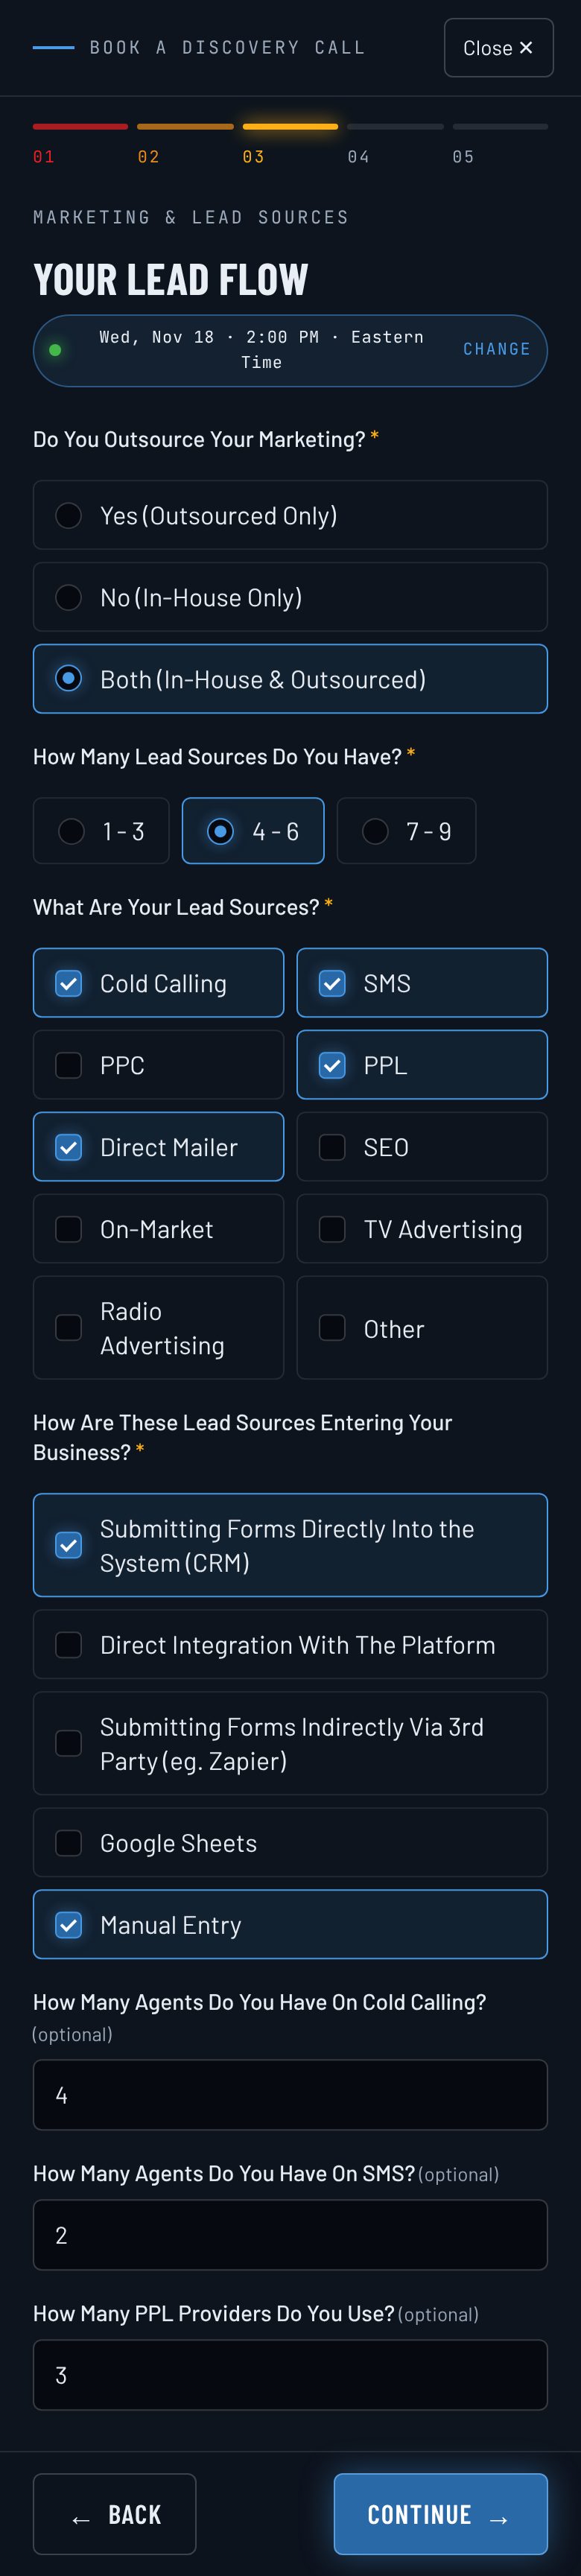 BOOK A DISCOVERY CALL
Close ✕
01 02 03 04 05
MARKETING & LEAD SOURCES
YOUR LEAD FLOW
Wed, Nov 18 · 2:00 PM · Eastern
Time
CHANGE
Do You Outsource Your Marketing? *
Yes (Outsourced Only)
No (In-House Only)
Both (In-House & Outsourced)
How Many Lead Sources Do You Have? *
1 - 3
4 - 6
7 - 9
What Are Your Lead Sources? *
Cold Calling
SMS
PPC
PPL
Direct Mailer
SEO
On-Market
TV Advertising
Radio
Advertising
Other
How Are These Lead Sources Entering Your
Business? *
Submitting Forms Directly Into the
System (CRM)
Direct Integration With The Platform
Submitting Forms Indirectly Via 3rd
Party (eg. Zapier)
Google Sheets
Manual Entry
How Many Agents Do You Have On Cold Calling?
(optional)
4
How Many Agents Do You Have On SMS? (optional)
2
How Many PPL Providers Do You Use? (optional)
3
← BACK
CONTINUE →